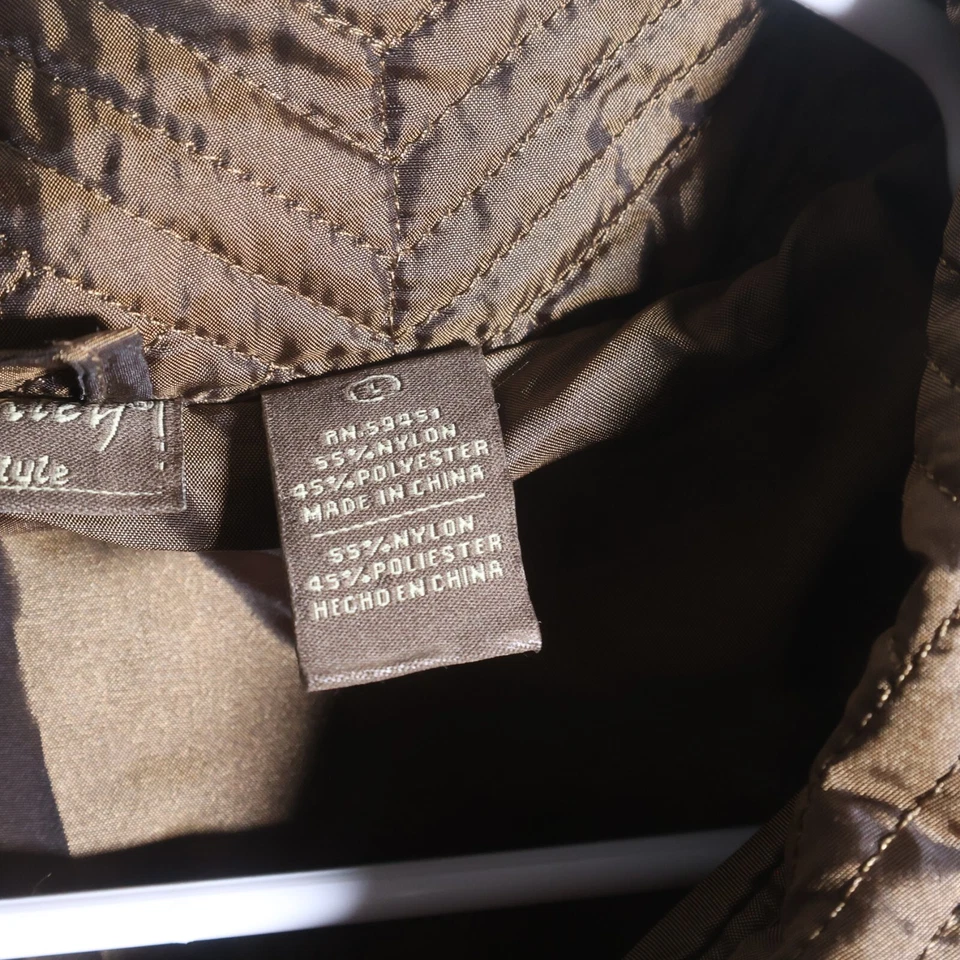 RN.59451
55%NYLON
45%POLYESTER
MADE IN CHINA
55%NYLON
45%POLIESTER
HECHO EN CHINA